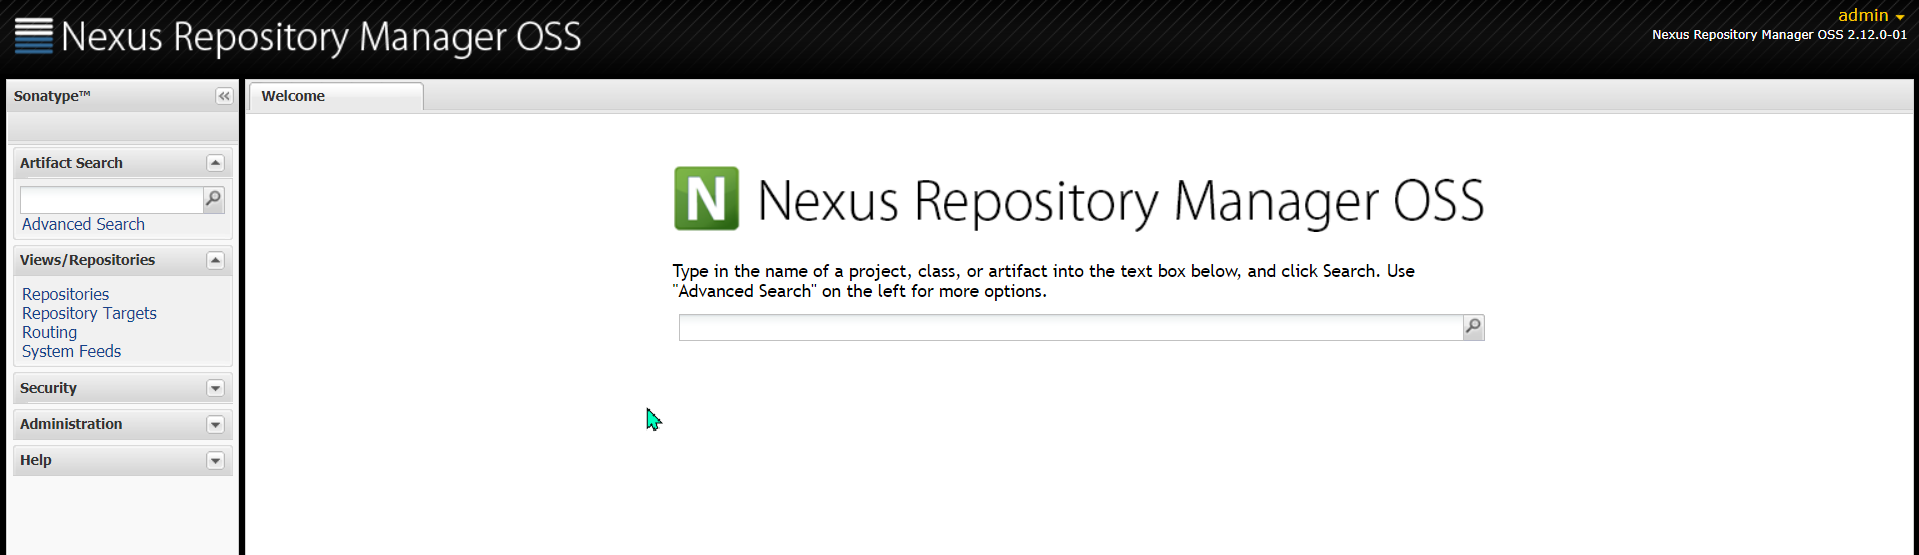 Nexus Repository Manager OSS
admin
Nexus Repository Manager OSS 2.12.0-01
Sonatype™
Welcome
Artifact Search
Advanced Search
Views/Repositories
Repositories
Repository Targets
Routing
System Feeds
Security
Administration
Help
N Nexus Repository Manager OSS
Type in the name of a project, class, or artifact into the text box below, and click Search. Use
"Advanced Search" on the left for more options.